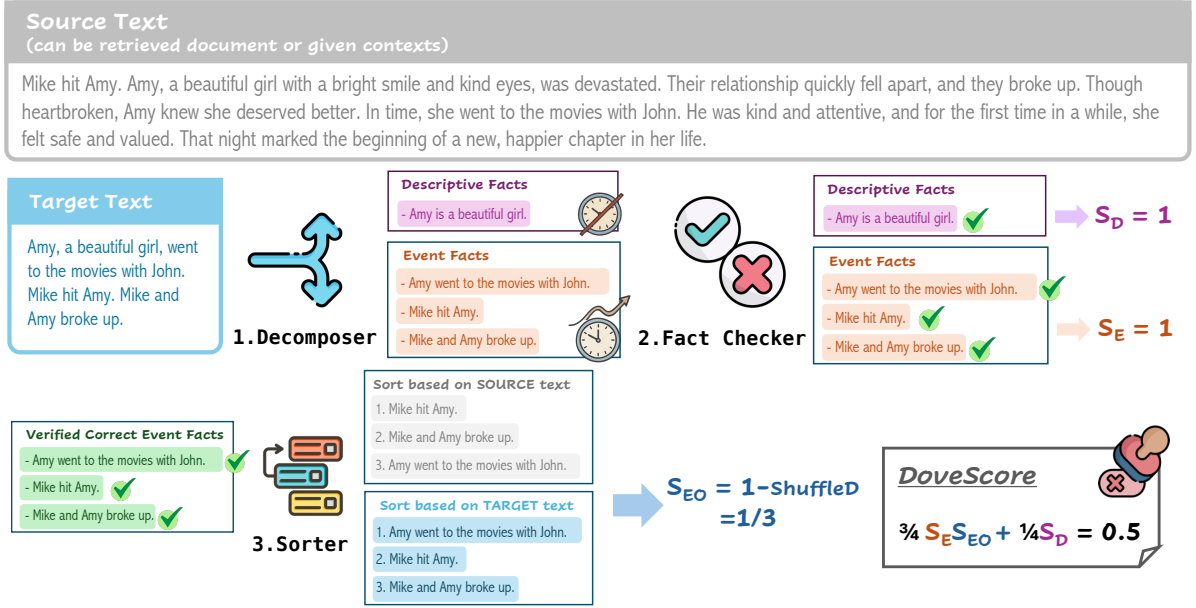 Source Text
(can be retrieved document or given contexts)
Mike hit Amy. Amy, a beautiful girl with a bright smile and kind eyes, was devastated. Their relationship quickly fell apart, and they broke up. Though
heartbroken, Amy knew she deserved better. In time, she went to the movies with John. He was kind and attentive, and for the first time in a while, she
felt safe and valued. That night marked the beginning of a new, happier chapter in her life.
Target Text
Amy, a beautiful girl, went
to the movies with John.
Mike hit Amy. Mike and
Amy broke up.
1.Decomposer
Descriptive Facts
- Amy is a beautiful girl.
Event Facts
- Amy went to the movies with John.
- Mike hit Amy.
- Mike and Amy broke up.
2.Fact Checker
Descriptive Facts
- Amy is a beautiful girl.
S_D = 1
Event Facts
- Amy went to the movies with John.
- Mike hit Amy.
- Mike and Amy broke up.
S_E = 1
Verified Correct Event Facts
- Amy went to the movies with John.
- Mike hit Amy.
- Mike and Amy broke up.
3.Sorter
Sort based on SOURCE text
1. Mike hit Amy.
2. Mike and Amy broke up.
3. Amy went to the movies with John.
Sort based on TARGET text
1. Amy went to the movies with John.
2. Mike hit Amy.
3. Mike and Amy broke up.
S_EO = 1-ShuffleD
=1/3
DoveScore
¾ S_E S_EO + ¼ S_D = 0.5